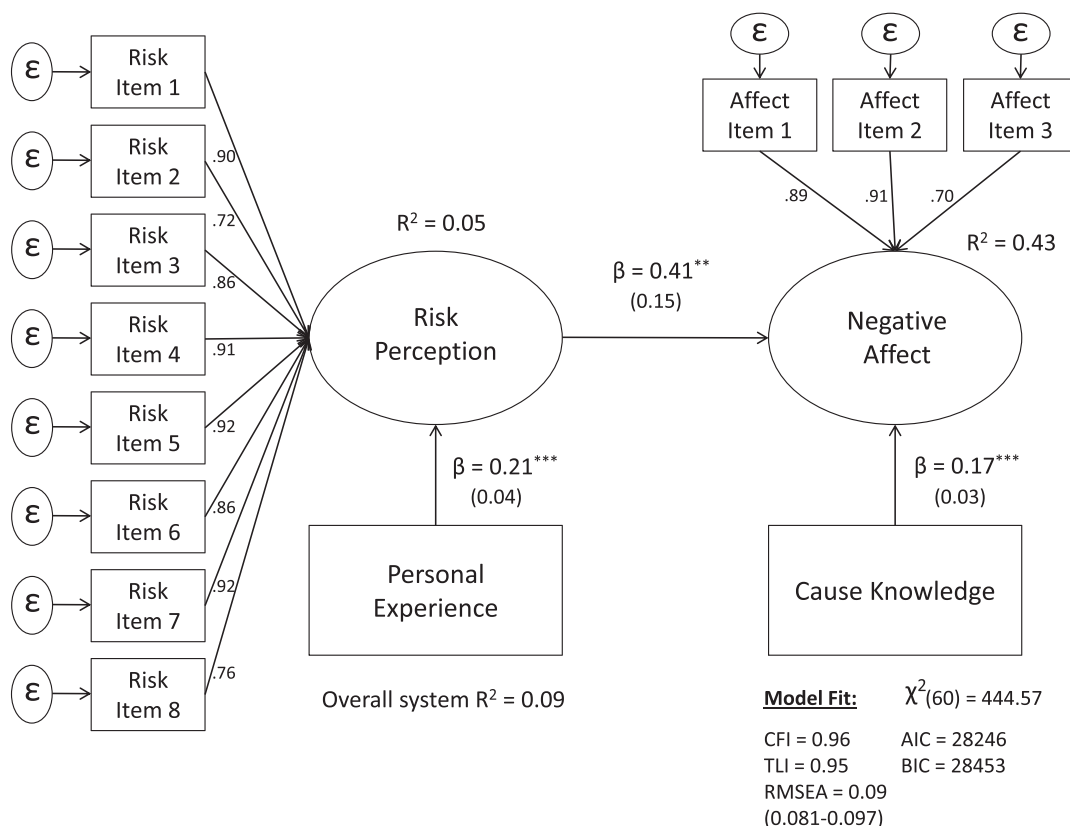 ε
Risk
Item 1
ε
Risk
Item 2
ε
Risk
Item 3
ε
Risk
Item 4
ε
Risk
Item 5
ε
Risk
Item 6
ε
Risk
Item 7
ε
Risk
Item 8
.90
.72
.86
.91
.92
.86
.92
.76
R² = 0.05
Risk
Perception
β = 0.21***
(0.04)
Personal
Experience
Overall system R² = 0.09
β = 0.41**
(0.15)
ε
ε
ε
Affect
Item 1
Affect
Item 2
Affect
Item 3
.89
.91
.70
R² = 0.43
Negative
Affect
β = 0.17***
(0.03)
Cause Knowledge
Model Fit: χ²(60) = 444.57
CFI = 0.96 AIC = 28246
TLI = 0.95 BIC = 28453
RMSEA = 0.09
(0.081-0.097)